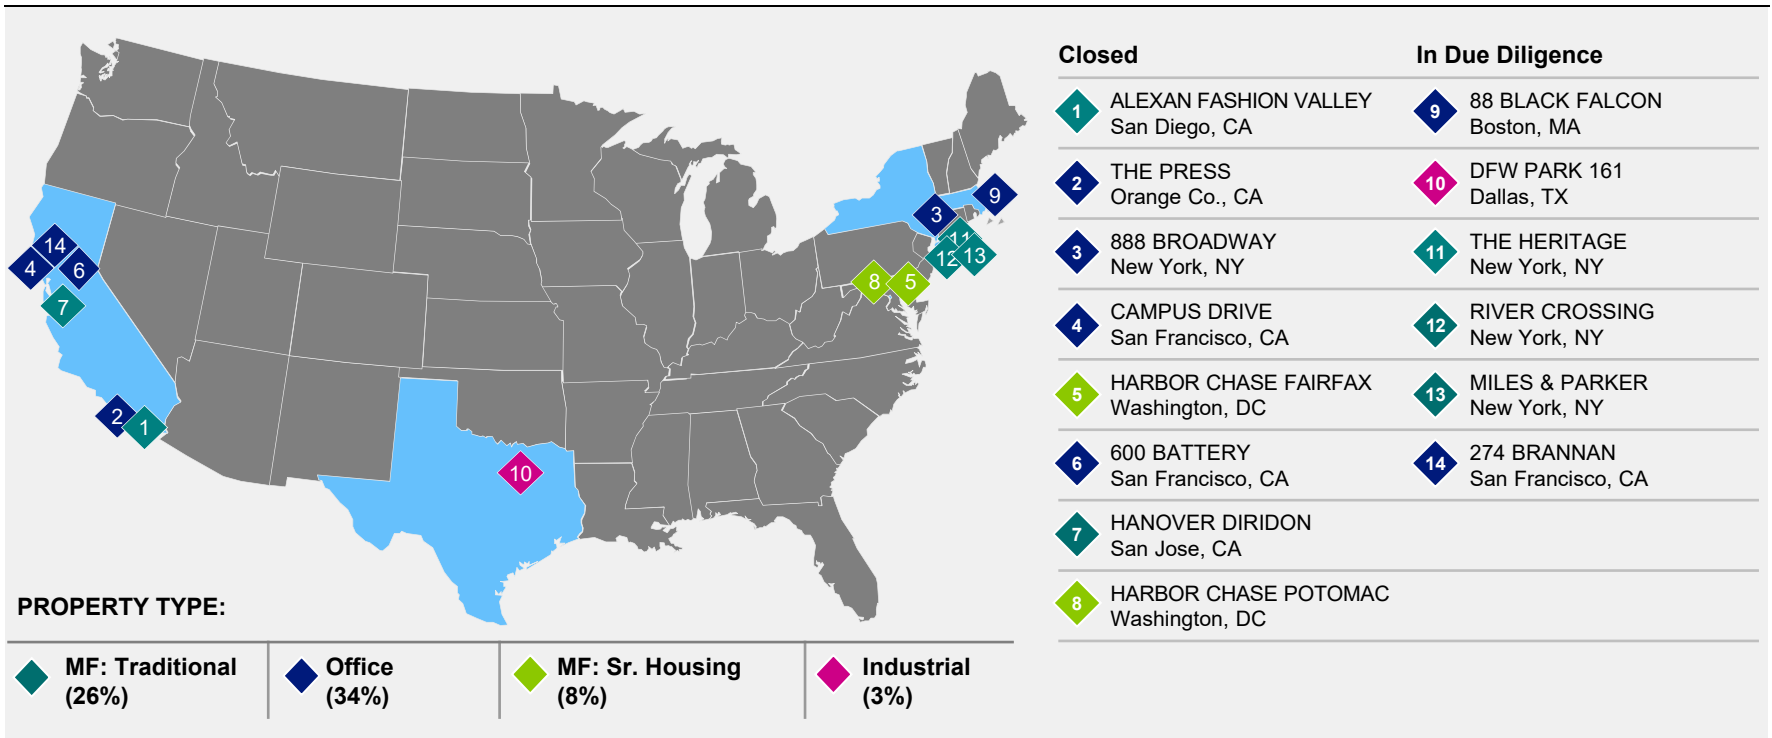 Closed
1
ALEXAN FASHION VALLEY
San Diego, CA
2
THE PRESS
Orange Co., CA
3
888 BROADWAY
New York, NY
4
CAMPUS DRIVE
San Francisco, CA
5
HARBOR CHASE FAIRFAX
Washington, DC
6
600 BATTERY
San Francisco, CA
7
HANOVER DIRIDON
San Jose, CA
8
HARBOR CHASE POTOMAC
Washington, DC
In Due Diligence
9
88 BLACK FALCON
Boston, MA
10
DFW PARK 161
Dallas, TX
11
THE HERITAGE
New York, NY
12
RIVER CROSSING
New York, NY
13
MILES & PARKER
New York, NY
14
274 BRANNAN
San Francisco, CA
14
4
6
7
2
1
10
8
5
3
9
11
12
13
PROPERTY TYPE:
MF: Traditional
(26%)
Office
(34%)
MF: Sr. Housing
(8%)
Industrial
(3%)